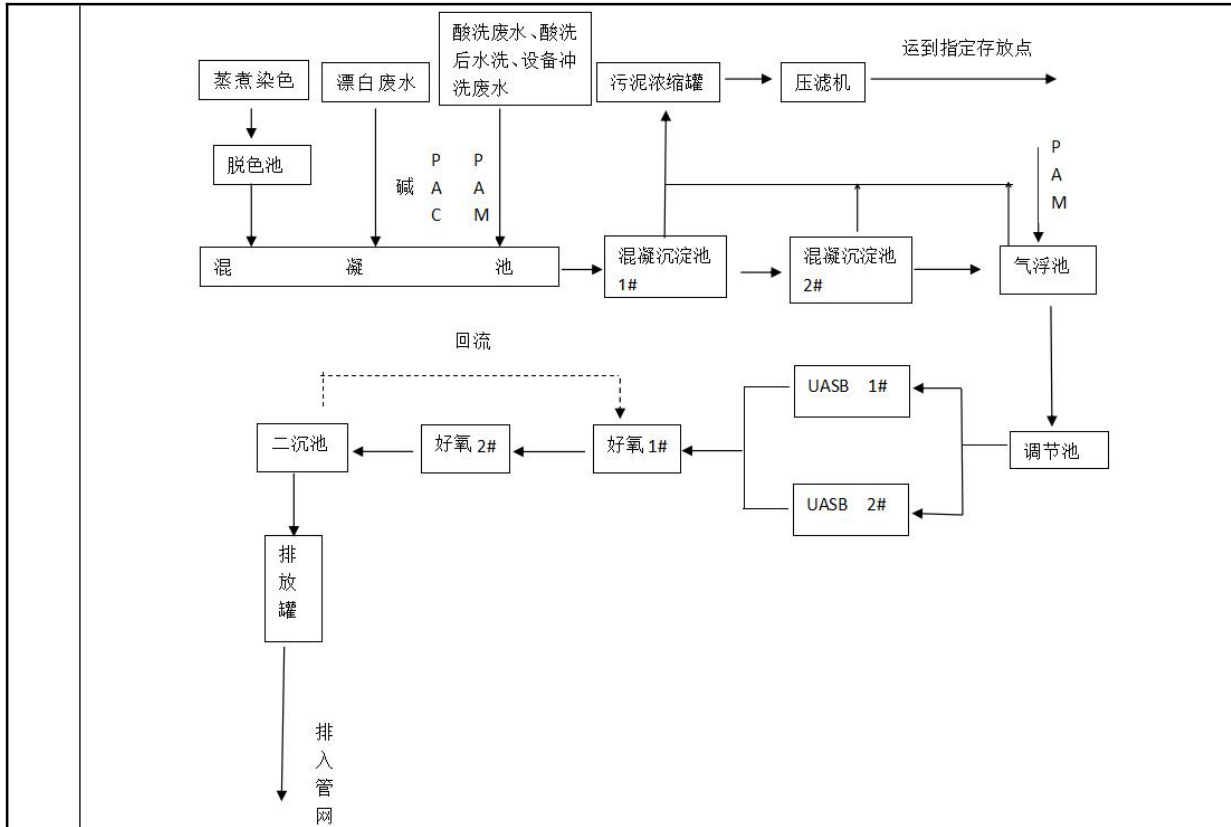 酸洗废水、酸洗
后水洗、设备冲
洗废水
运到指定存放点
蒸煮染色
漂白废水
污泥浓缩罐
压滤机
脱色池
碱
PAC
PAM
PAM
混凝池
混凝沉淀池
1#
混凝沉淀池
2#
气浮池
回流
UASB 1#
二沉池
好氧 2#
好氧 1#
调节池
UASB 2#
排放罐
排入管网